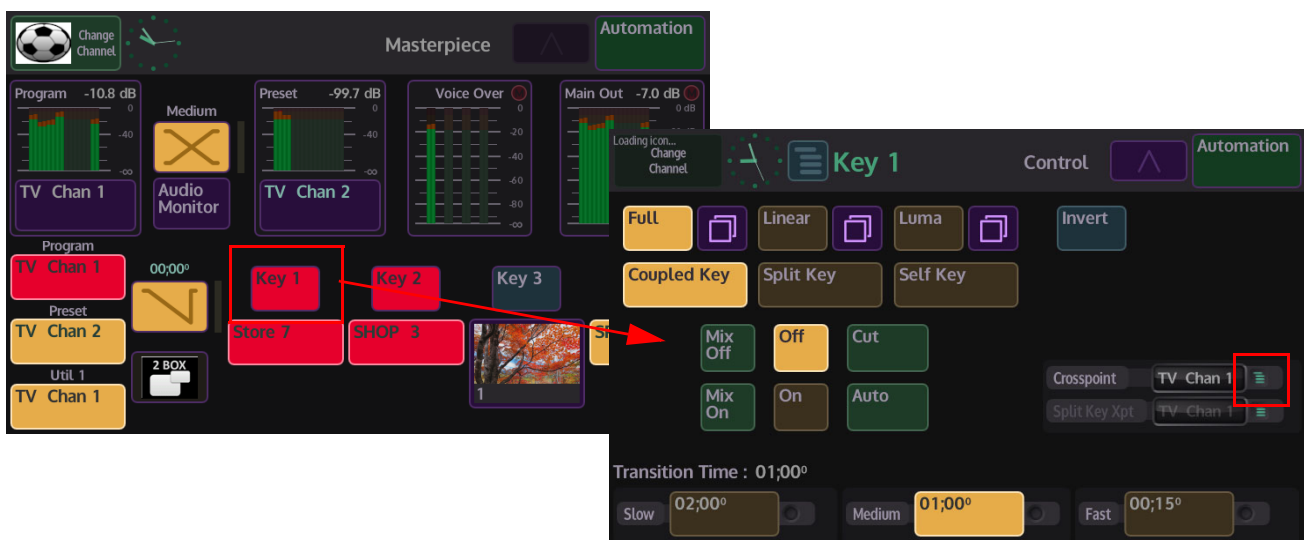 Change
Channel
Masterpiece
Automation
Program -10.8 dB
0
-40
-∞
TV Chan 1
Medium
Audio
Monitor
Preset -99.7 dB
0
-40
-∞
TV Chan 2
Voice Over
0
-20
-40
-60
-80
-∞
Main Out -7.0 dB
0 dB
Program
TV Chan 1
00;00⁰
Key 1
Key 2
Key 3
Preset
TV Chan 2
Store 7
SHOP 3
1
2 BOX
Util 1
TV Chan 1
Loading icon...
Change
Channel
Key 1
Control
Automation
Full
Linear
Luma
Invert
Coupled Key
Split Key
Self Key
Mix
Off
Off
Cut
Mix
On
On
Auto
Crosspoint TV Chan 1
Split Key Xpt TV Chan 1
Transition Time : 01;00⁰
Slow 02;00⁰
Medium 01;00⁰
Fast 00;15⁰